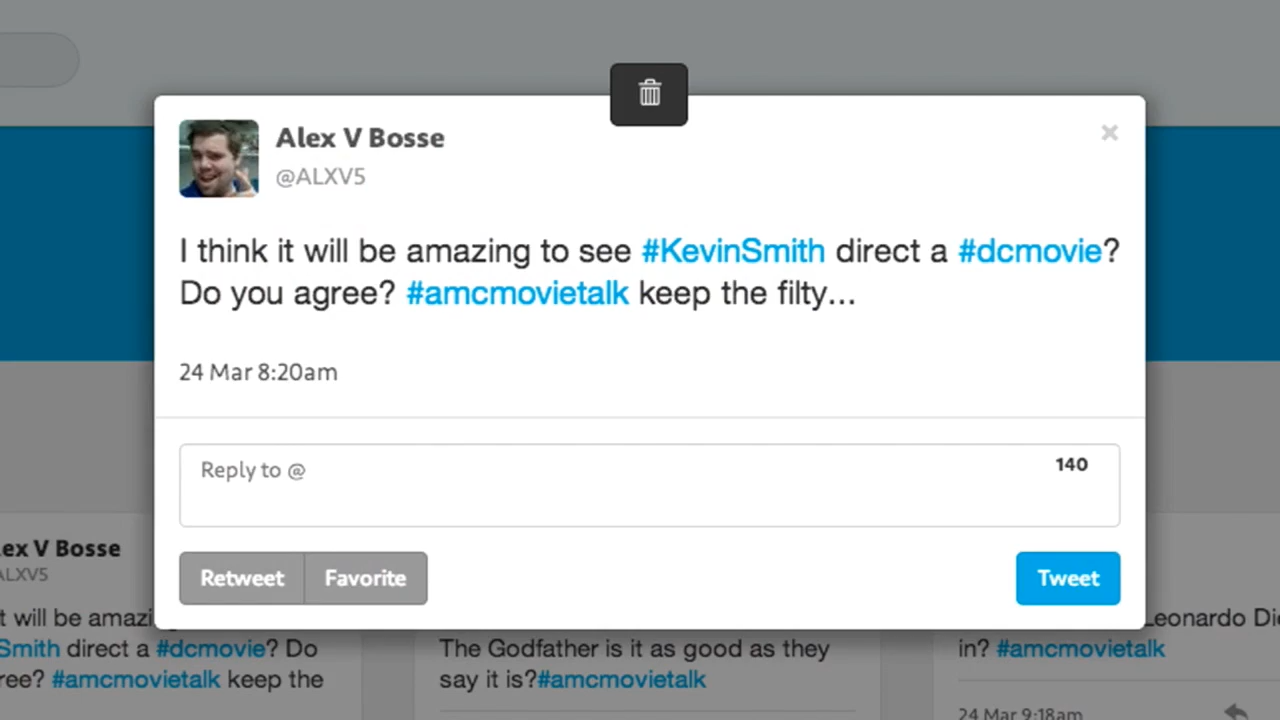 Alex V Bosse
@ALXV5
I think it will be amazing to see #KevinSmith direct a #dcmovie?
Do you agree? #amcmovietalk keep the filty...
24 Mar 8:20am
Reply to @
140
Retweet
Favorite
Tweet
ex V Bosse
ALXV5
t will be amazi
Smith direct a #dcmovie? Do
ree? #amcmovietalk keep the
The Godfather is it as good as they
say it is?#amcmovietalk
Leonardo Di
in? #amcmovietalk
24 Mar 9:18am